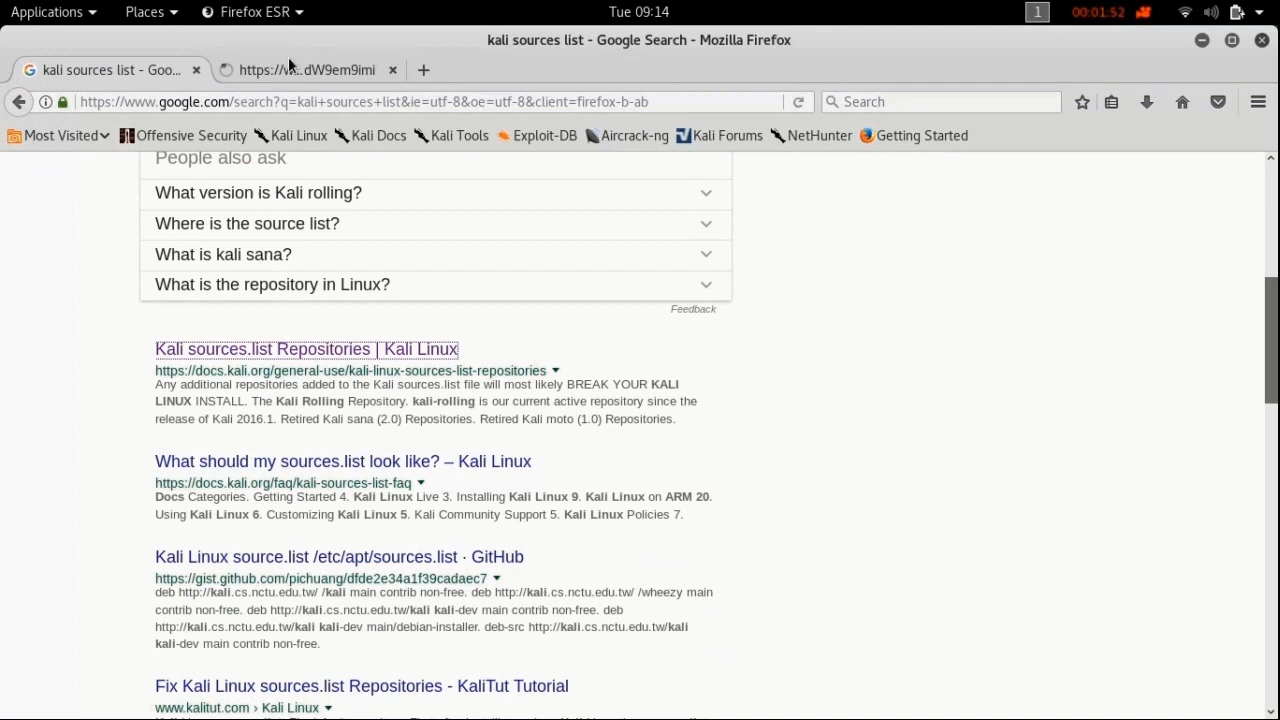 Applications Places Firefox ESR Tue 09:14 1 00:01:52
kali sources list - Google Search - Mozilla Firefox
kali sources list - Goo... .dW9em9imi
https://www.google.com/search?q=kali+sources+list&ie=utf-8&oe=utf-8&client=firefox-b-ab Search
Most Visited Offensive Security Kali Linux Kali Docs Kali Tools Exploit-DB Aircrack-ng Kali Forums NetHunter Getting Started
People also ask
What version is Kali rolling?
Where is the source list?
What is kali sana?
What is the repository in Linux?
Feedback
Kali sources.list Repositories | Kali Linux
https://docs.kali.org/general-use/kali-linux-sources-list-repositories
Any additional repositories added to the Kali sources.list file will most likely BREAK YOUR KALI
LINUX INSTALL. The Kali Rolling Repository. kali-rolling is our current active repository since the
release of Kali 2016.1. Retired Kali sana (2.0) Repositories. Retired Kali moto (1.0) Repositories.
What should my sources.list look like? – Kali Linux
https://docs.kali.org/faq/kali-sources-list-faq
Docs Categories. Getting Started 4. Kali Linux Live 3. Installing Kali Linux 9. Kali Linux on ARM 20.
Using Kali Linux 6. Customizing Kali Linux 5. Kali Community Support 5. Kali Linux Policies 7.
Kali Linux source.list /etc/apt/sources.list · GitHub
https://gist.github.com/pichuang/dfde2e34a1f39cadaec7
deb http://kali.cs.nctu.edu.tw/ /kali main contrib non-free. deb http://kali.cs.nctu.edu.tw/ /wheezy main
contrib non-free. deb http://kali.cs.nctu.edu.tw/kali kali-dev main contrib non-free. deb
http://kali.cs.nctu.edu.tw/kali kali-dev main/debian-installer. deb-src http://kali.cs.nctu.edu.tw/kali
kali-dev main contrib non-free.
Fix Kali Linux sources.list Repositories - KaliTut Tutorial
www.kalitut.com › Kali Linux